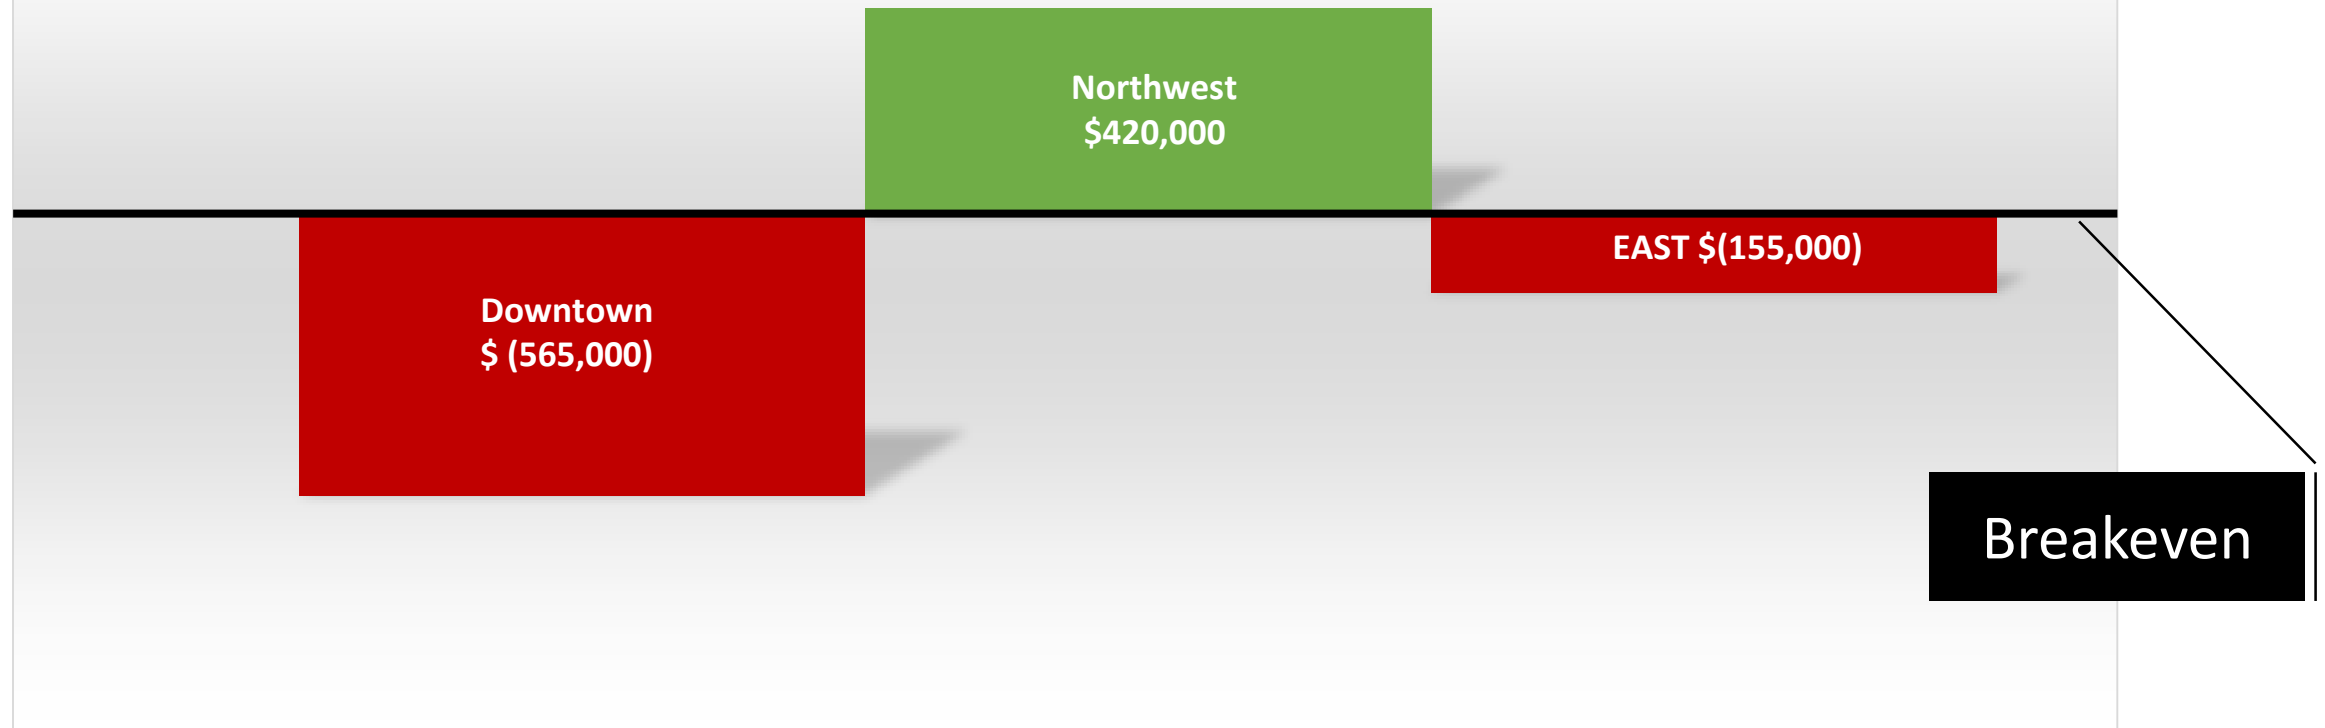 Northwest
$420,000
EAST $(155,000)
Downtown
$ (565,000)
Breakeven